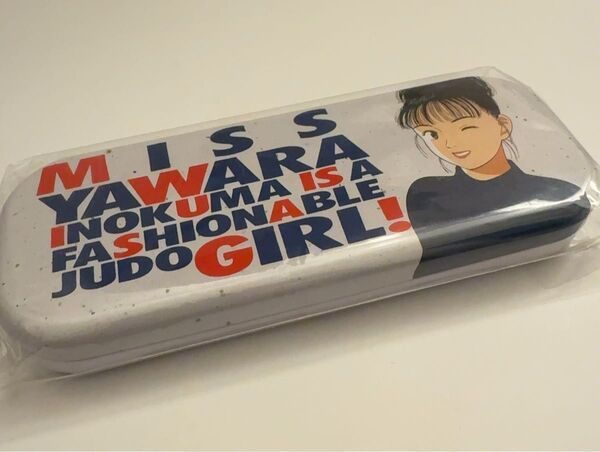 MISS
YAWARA
INOKUMA IS A
FASHIONABLE
JUDO GIRL!